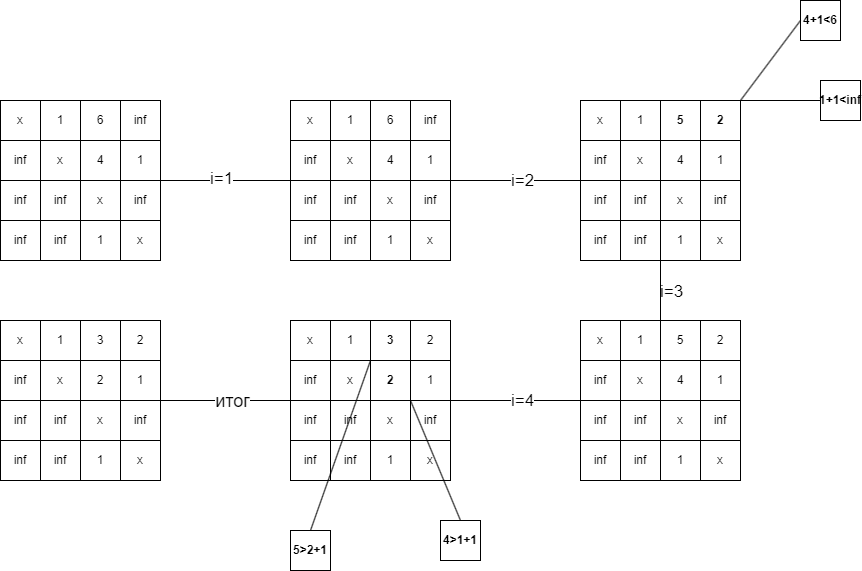 4+1<6
1+1<inf
x 1 6 inf
inf x 4 1
inf inf x inf
inf inf 1 x
i=1
x 1 6 inf
inf x 4 1
inf inf x inf
inf inf 1 x
i=2
x 1 5 2
inf x 4 1
inf inf x inf
inf inf 1 x
i=3
x 1 5 2
inf x 4 1
inf inf x inf
inf inf 1 x
i=4
x 1 3 2
inf x 2 1
inf inf x inf
inf inf 1 x
5>2+1
4>1+1
итог
x 1 3 2
inf x 2 1
inf inf x inf
inf inf 1 x